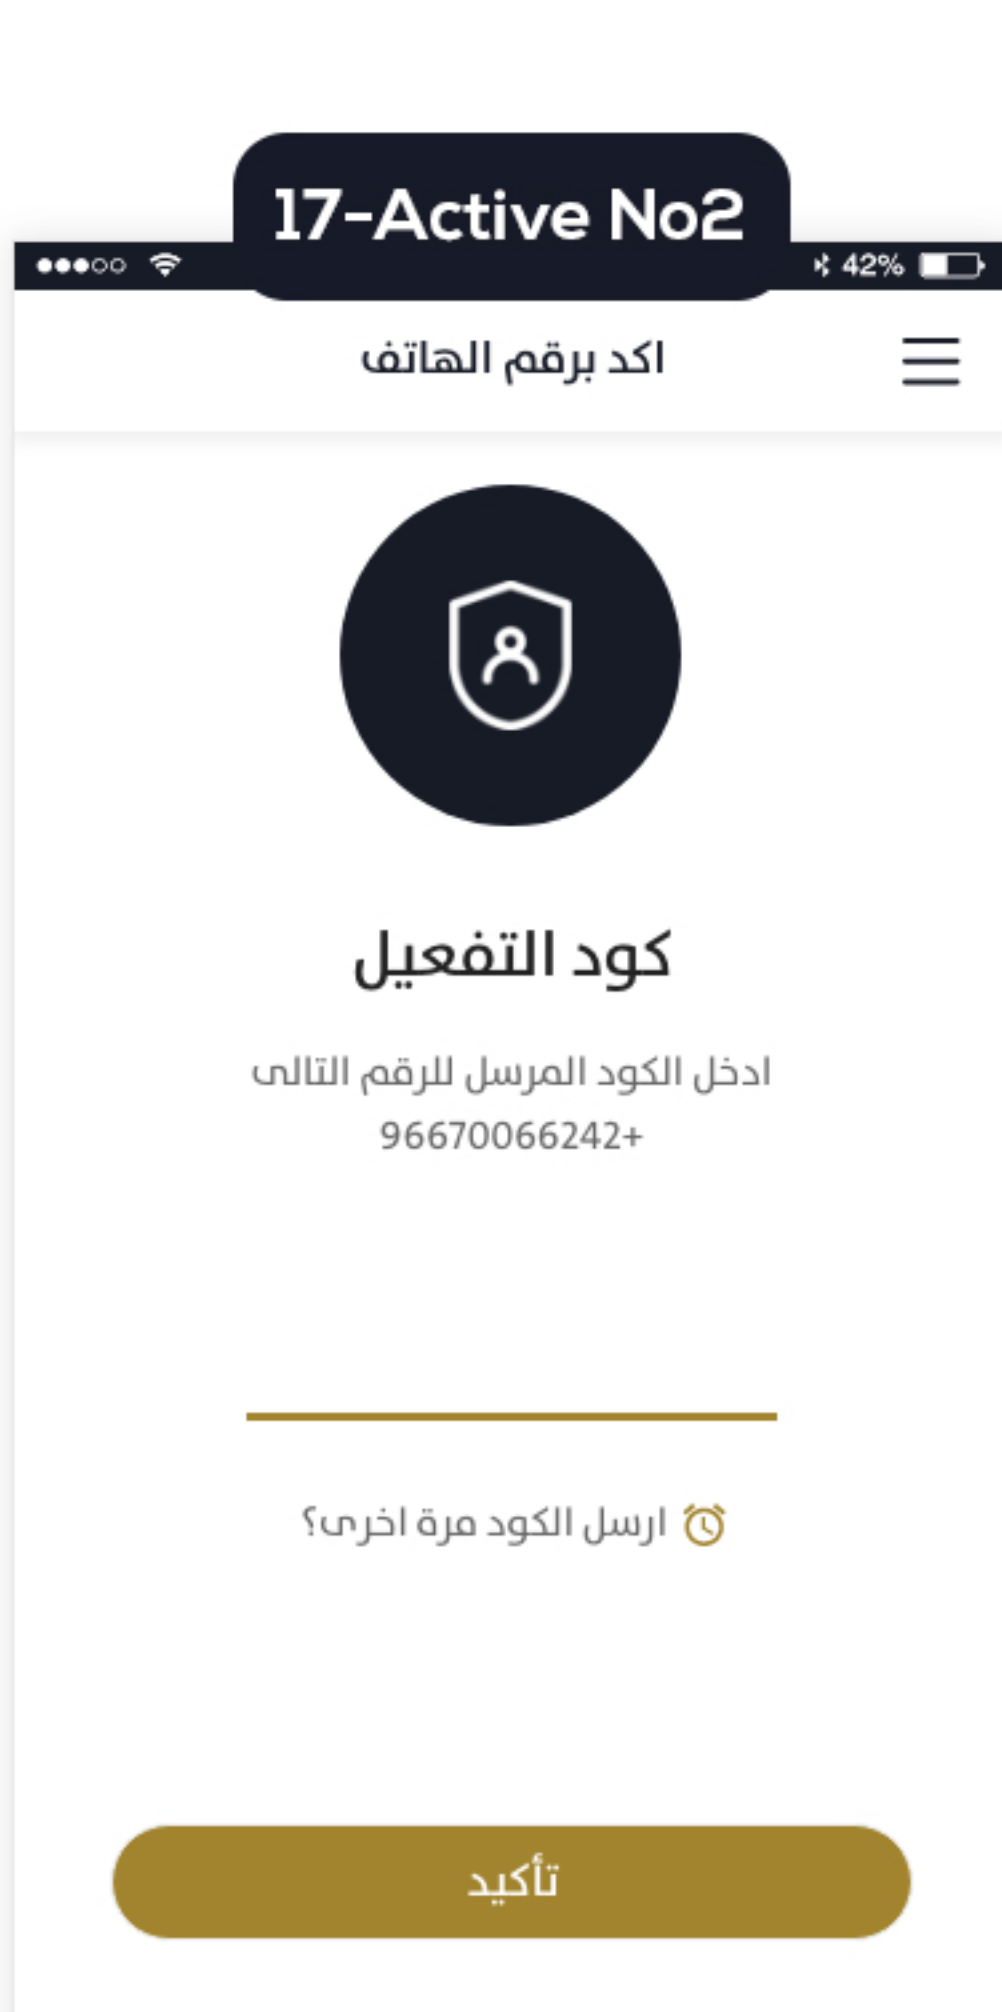 17-Active No2
42%
اكد برقم الهاتف
كود التفعيل
ادخل الكود المرسل للرقم التالى
96670066242+
ارسل الكود مرة اخرى؟
تأكيد